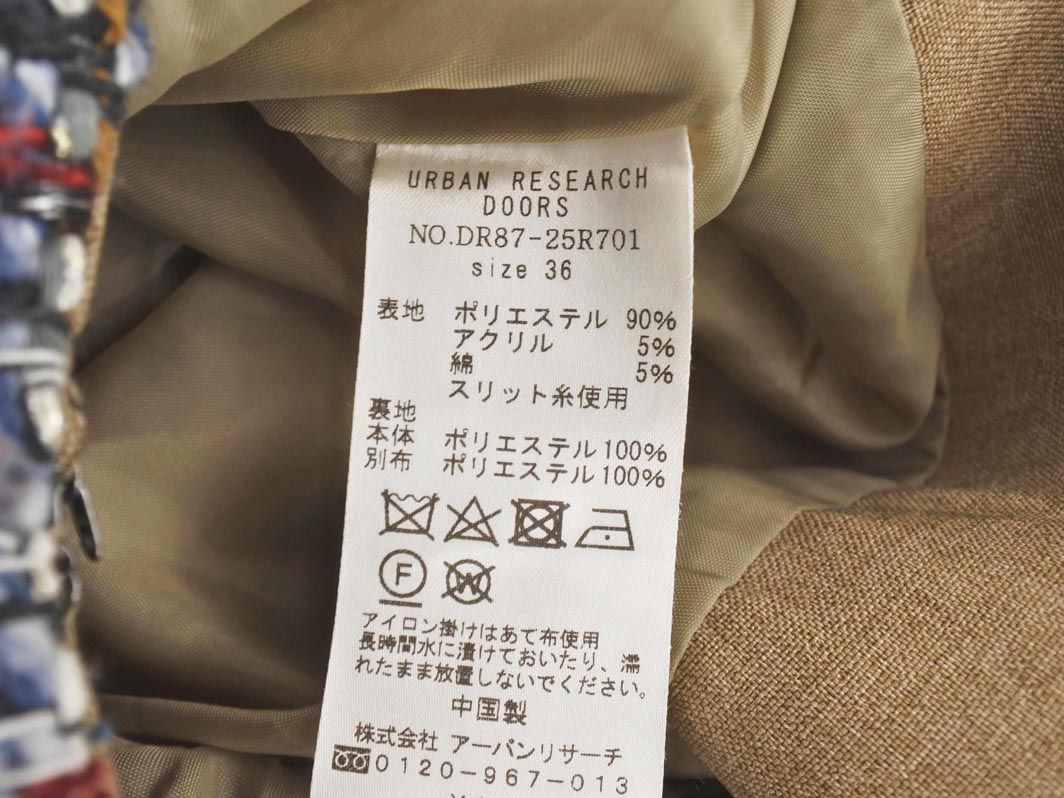 URBAN RESEARCH
DOORS
NO.DR87-25R701
size 36
表地 ポリエステル 90%
アクリル 5%
綿 5%
スリット糸使用
裏地
本体 ポリエステル100%
別布 ポリエステル100%
F W
アイロン掛けはあて布使用
長時間水に漬けておいたり、濡
れたまま放置しないでください。
中国製
株式会社 アーバンリサーチ
0120-967-013